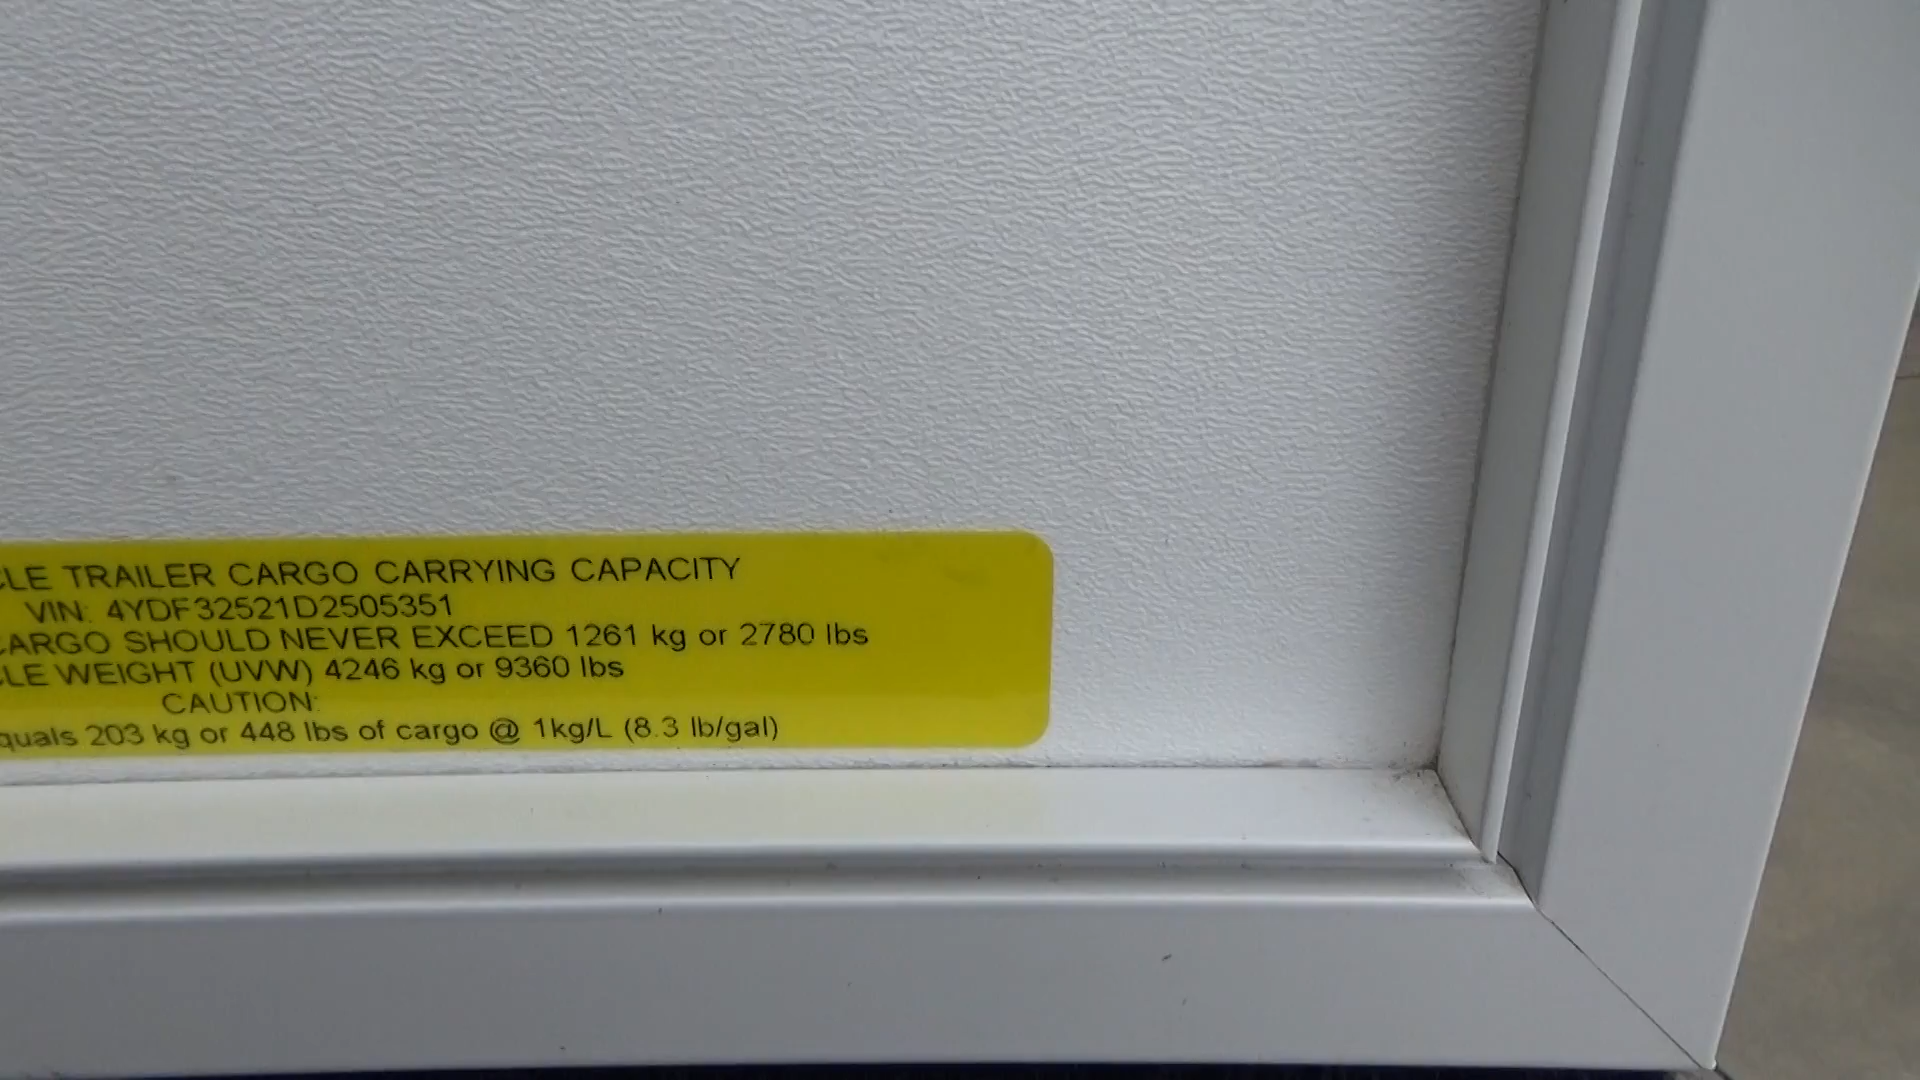 CLE TRAILER CARGO CARRYING CAPACITY
VIN: 4YDF32521D2505351
CARGO SHOULD NEVER EXCEED 1261 kg or 2780 lbs
CLE WEIGHT (UVW) 4246 kg or 9360 lbs
CAUTION:
quals 203 kg or 448 lbs of cargo @ 1kg/L (8.3 lb/gal)